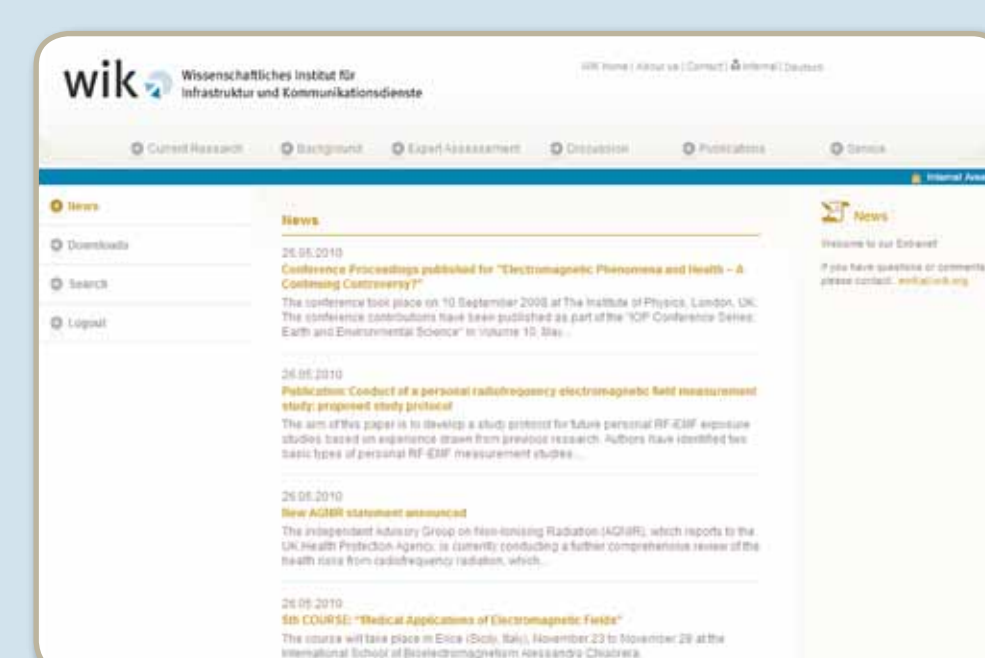 wik
Wissenschaftliches Institut für
Infrastruktur und Kommunikationsdienste
WIK Home | About us | Contact | Internal | Deutsch
Current Research
Background
Expert Assessement
Discussion
Publications
Service
Internal Area
News
Downloads
Search
Logout
News
26.05.2010
Conference Proceedings published for "Electromagnetic Phenomena and Health – A
Continuing Controversy?"
The conference took place on 10 September 2008 at The Institute of Physics, London, UK.
The conference contributions have been published as part of the "IOP Conference Series:
Earth and Environmental Science" in Volume 10, May...
26.05.2010
Publication: Conduct of a personal radiofrequency electromagnetic field measurement
study: proposed study protocol
The aim of this paper is to develop a study protocol for future personal RF-EMF exposure
studies based on experience drawn from previous research. Authors have identified two
basic types of personal RF-EMF measurement studies...
26.05.2010
New AGNIR statement announced
The independent Advisory Group on Non-Ionising Radiation (AGNIR), which reports to the
UK Health Protection Agency, is currently conducting a further comprehensive review of the
health risks from radiofrequency radiation, which...
26.05.2010
5th COURSE: "Medical Applications of Electromagnetic Fields"
The course will take place in Erice (Sicily, Italy), November 23 to November 28 at the
International School of Bioelectromagnetism Alessandro Chiabrera.
News
Welcome to our Extranet!
If you have questions or comments
please contact: